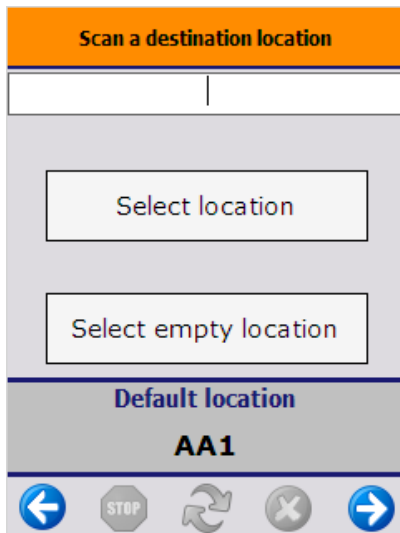 Scan a destination location
Select location
Select empty location
Default location
AA1
STOP